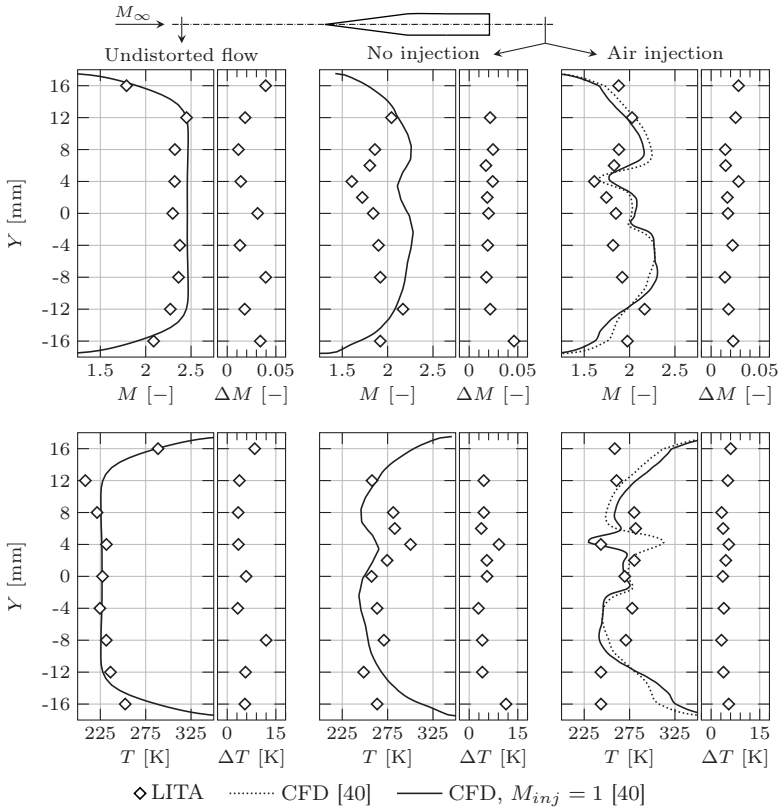 M∞
Undistorted flow No injection Air injection
16
12
8
4
0
-4
-8
-12
-16
Y [mm]
1.5 2 2.5 0 0.05 1.5 2 2.5 0 0.05 1.5 2 2.5 0 0.05
M [−] ΔM [−] M [−] ΔM [−] M [−] ΔM [−]
16
12
8
4
0
-4
-8
-12
-16
Y [mm]
225 275 325 0 15 225 275 325 0 15 225 275 325 0 15
T [K] ΔT [K] T [K] ΔT [K] T [K] ΔT [K]
LITA CFD [40] CFD, Minj = 1 [40]